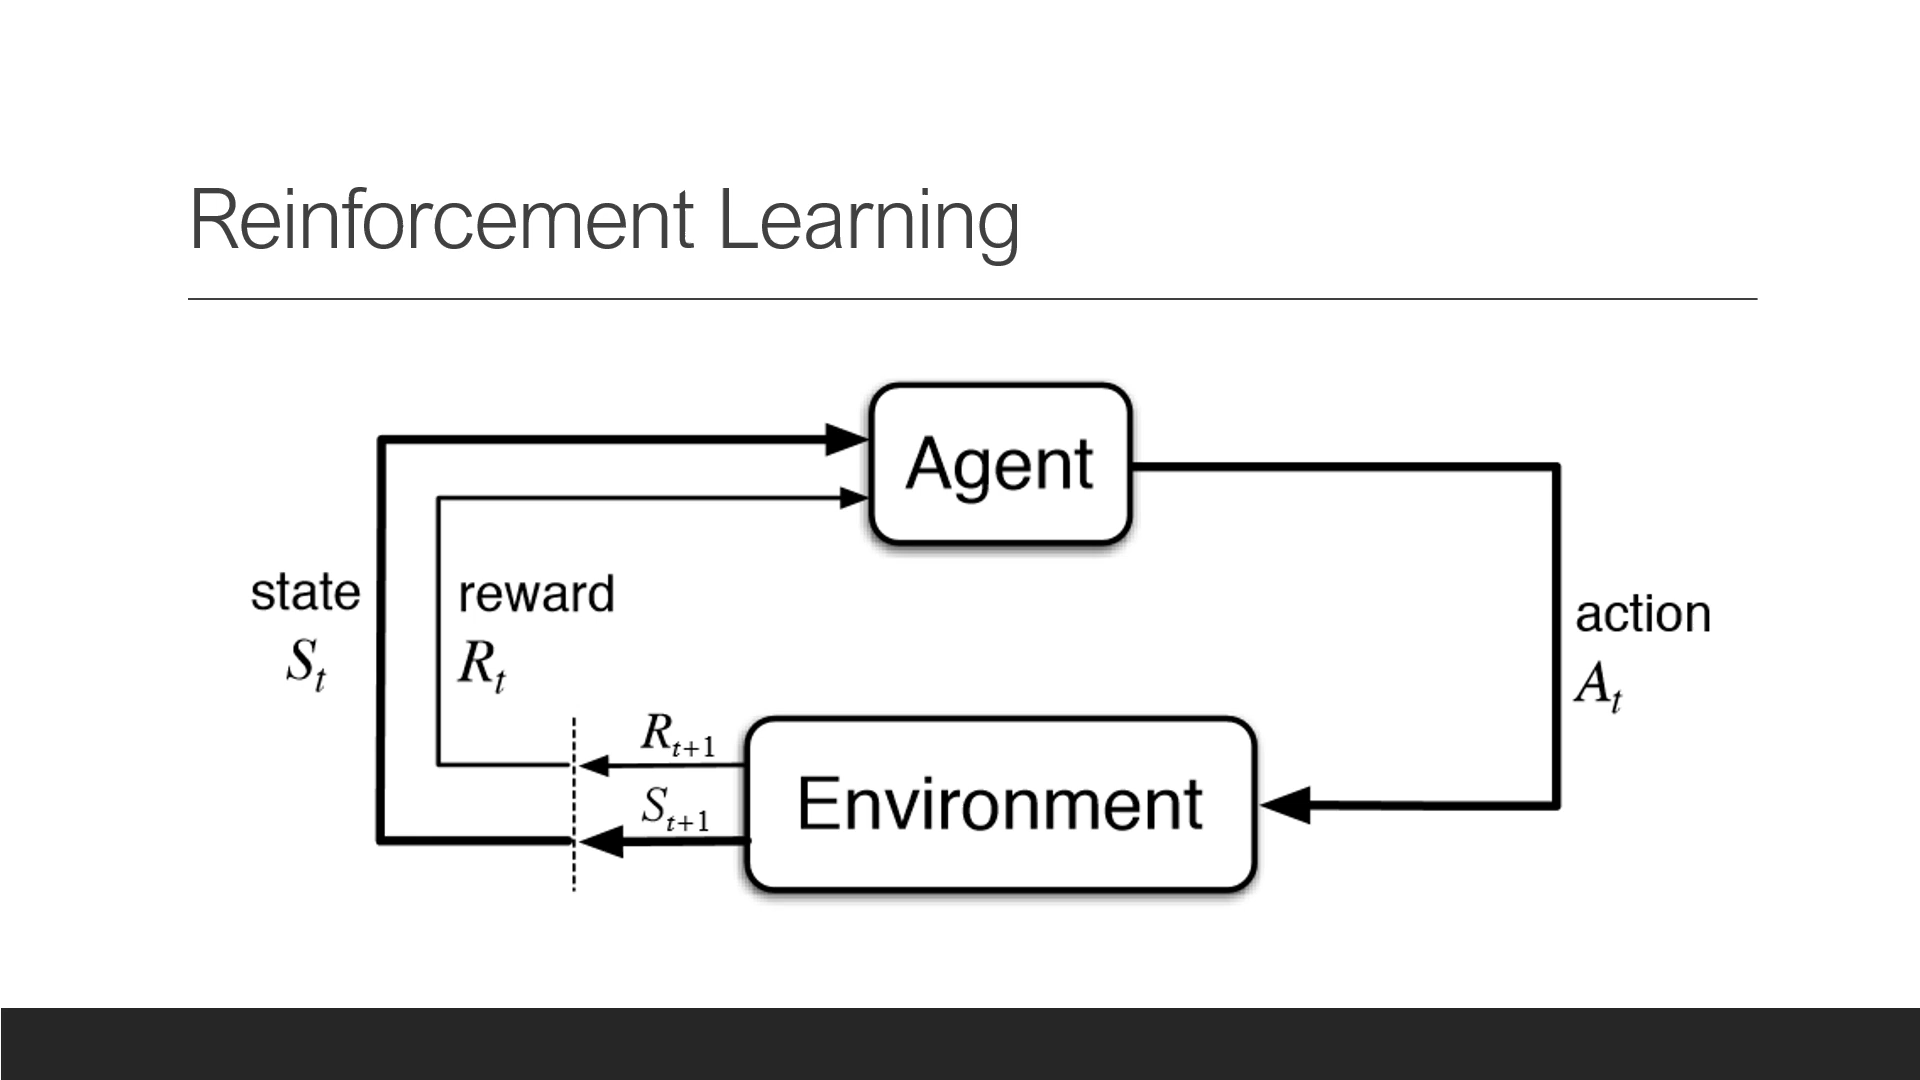 Reinforcement Learning
Agent
state
S_t
reward
R_t
action
A_t
R_{t+1}
S_{t+1}
Environment